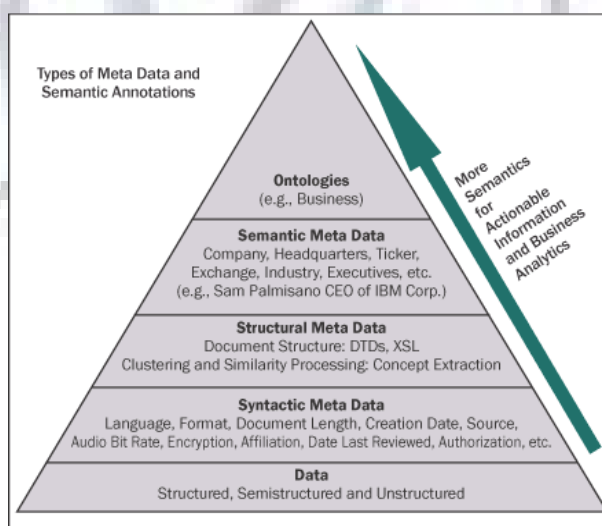 Types of Meta Data and
Semantic Annotations
Ontologies
(e.g., Business)
Semantic Meta Data
Company, Headquarters, Ticker,
Exchange, Industry, Executives, etc.
(e.g., Sam Palmisano CEO of IBM Corp.)
Structural Meta Data
Document Structure: DTDs, XSL
Clustering and Similarity Processing: Concept Extraction
Syntactic Meta Data
Language, Format, Document Length, Creation Date, Source,
Audio Bit Rate, Encryption, Affiliation, Date Last Reviewed, Authorization, etc.
Data
Structured, Semistructured and Unstructured
More
Semantics
for
Actionable
Information
and Business
Analytics